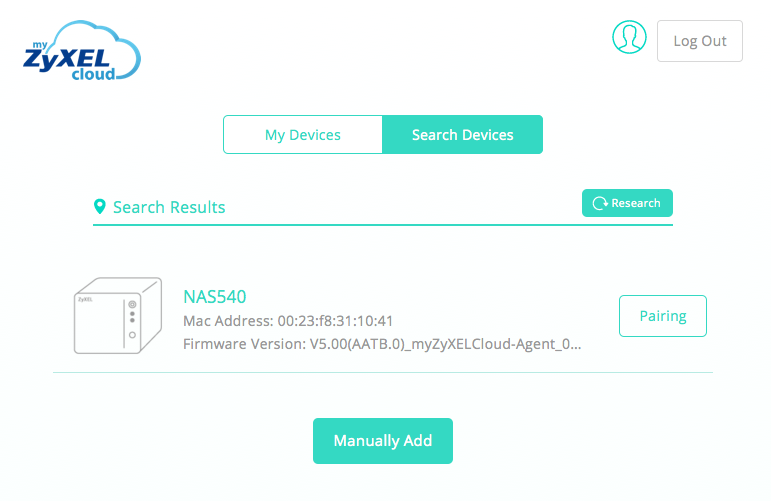 my
ZyXEL
cloud
Log Out
My Devices
Search Devices
Search Results
Research
ZyXEL
NAS540
Mac Address: 00:23:f8:31:10:41
Firmware Version: V5.00(AATB.0)_myZyXELCloud-Agent_0...
Pairing
Manually Add